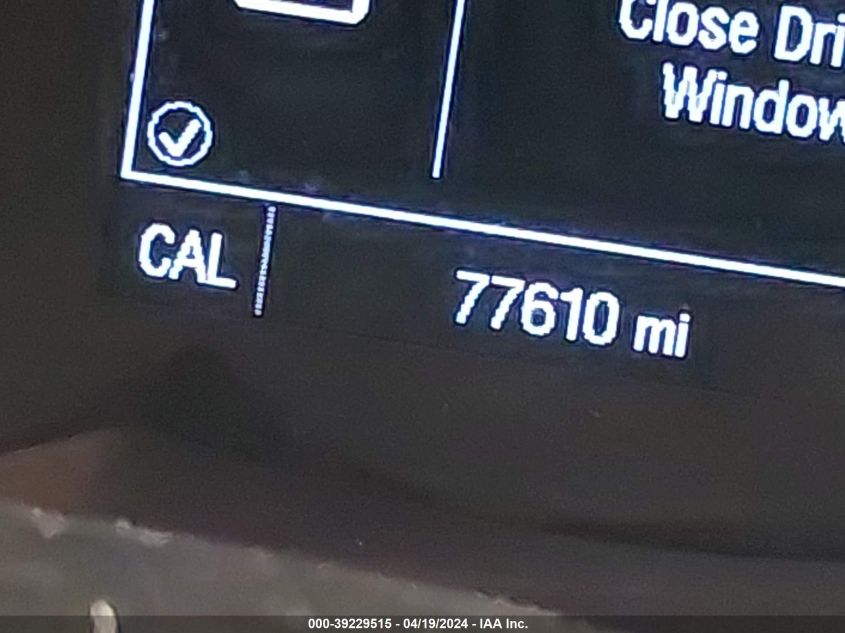 Close Dri
Window
CAL
77610 mi
000-39229515 - 04/19/2024 - IAA Inc.